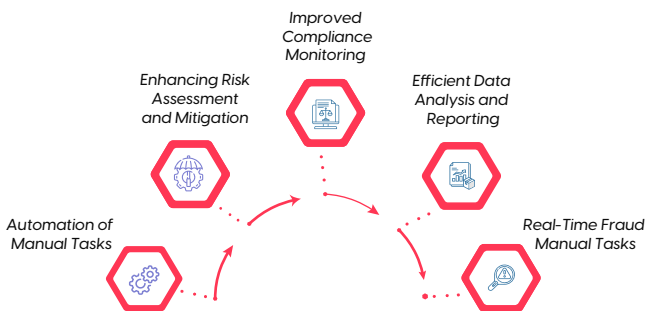 Improved
Compliance
Monitoring
Enhancing Risk
Assessment
and Mitigation
Efficient Data
Analysis and
Reporting
Automation of
Manual Tasks
Real-Time Fraud
Manual Tasks